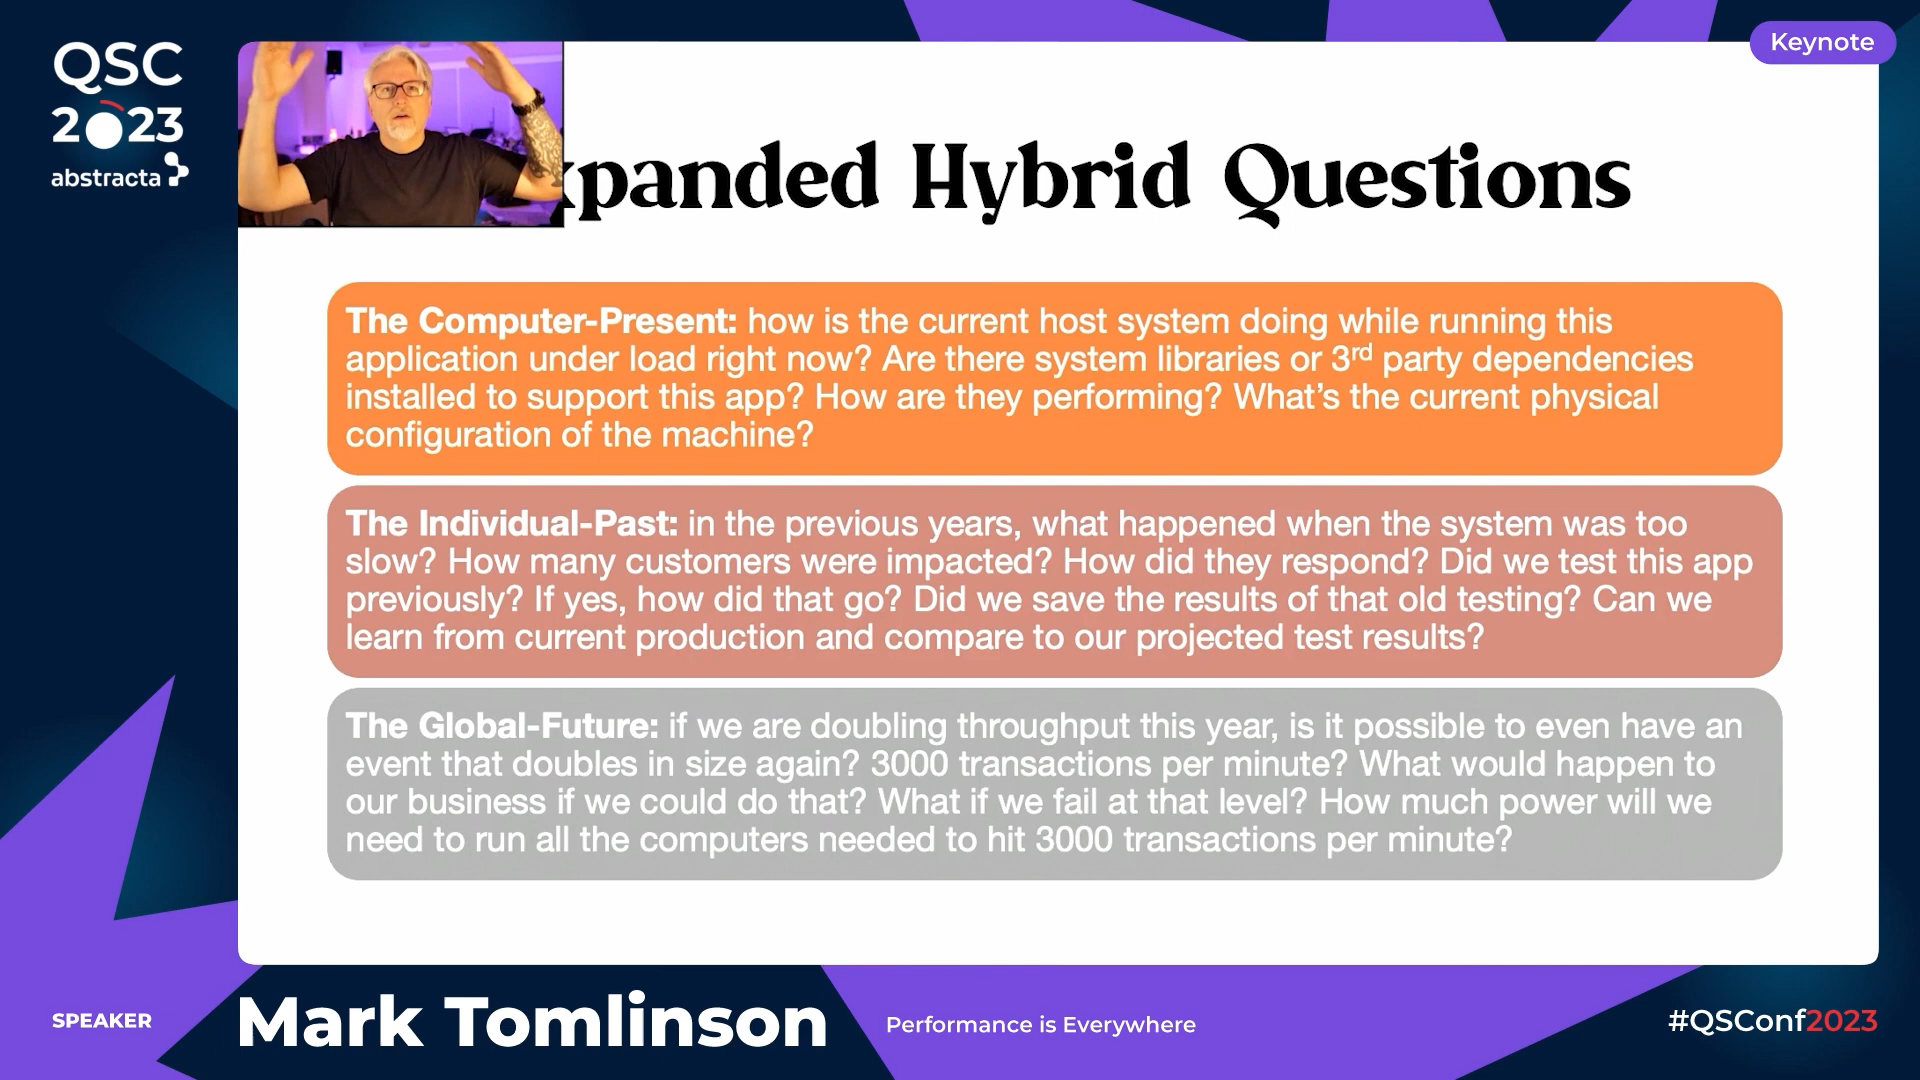 QSC
2023
abstracta
Keynote
xpanded Hybrid Questions
The Computer-Present: how is the current host system doing while running this
application under load right now? Are there system libraries or 3rd party dependencies
installed to support this app? How are they performing? What’s the current physical
configuration of the machine?
The Individual-Past: in the previous years, what happened when the system was too
slow? How many customers were impacted? How did they respond? Did we test this app
previously? If yes, how did that go? Did we save the results of that old testing? Can we
learn from current production and compare to our projected test results?
The Global-Future: if we are doubling throughput this year, is it possible to even have an
event that doubles in size again? 3000 transactions per minute? What would happen to
our business if we could do that? What if we fail at that level? How much power will we
need to run all the computers needed to hit 3000 transactions per minute?
SPEAKER
Mark Tomlinson
Performance is Everywhere
#QSConf2023